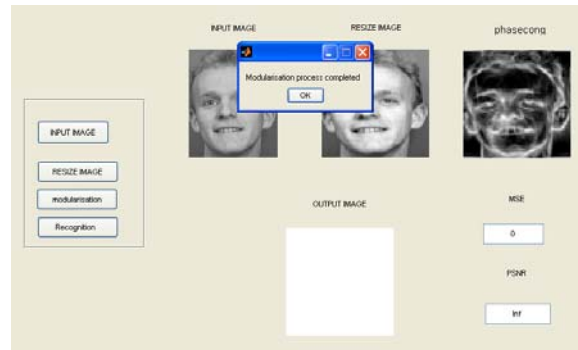 INPUT IMAGE
RESIZE IMAGE
phasecong
Modularisation process completed
OK
INPUT IMAGE
RESIZE IMAGE
modularisation
Recognition
OUTPUT IMAGE
MSE
0
PSNR
Inf